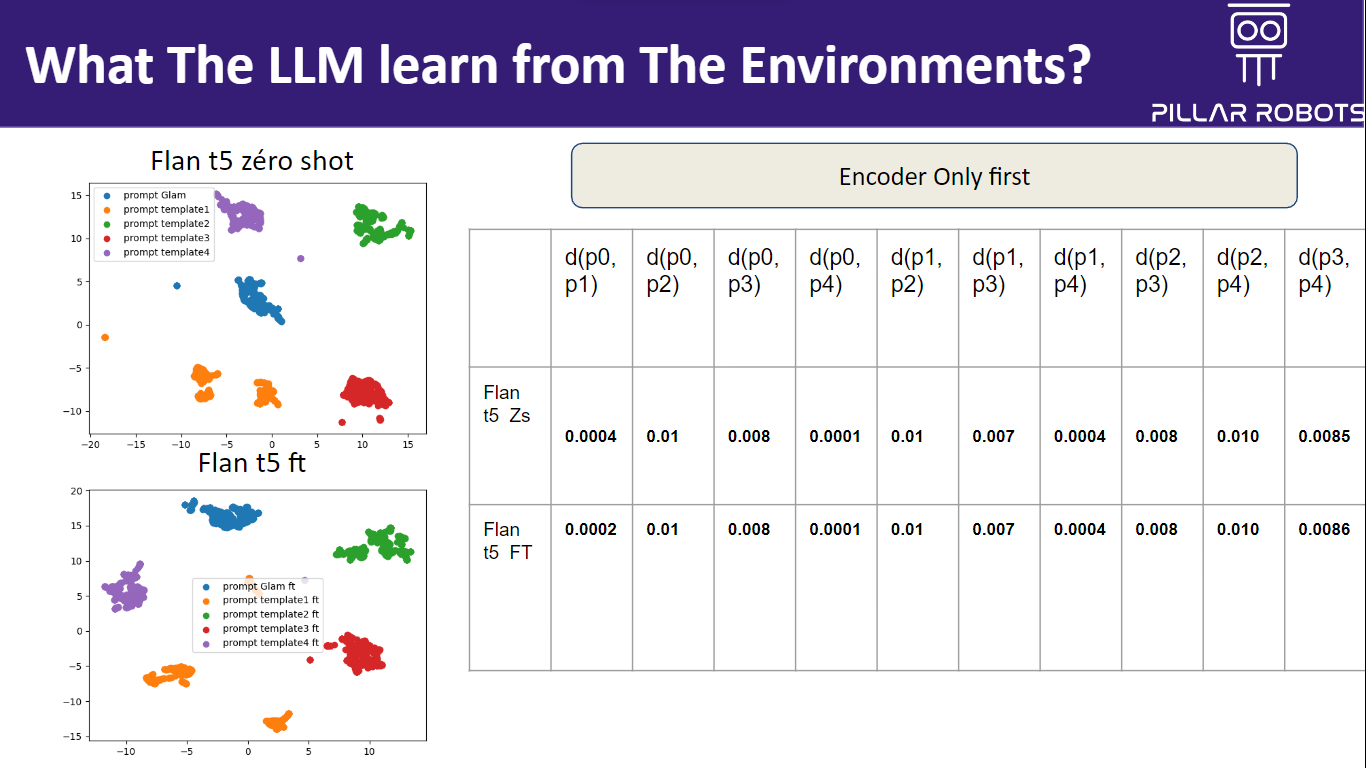 What The LLM learn from The Environments?
PILLAR ROBOTS
Flan t5 zéro shot
prompt Glam
prompt template1
prompt template2
prompt template3
prompt template4
15
10
5
0
−5
−10
−20 −15 −10 −5 0 5 10 15
Flan t5 ft
20
15
10
5
0
−5
−10
−15
prompt Glam ft
prompt template1 ft
prompt template2 ft
prompt template3 ft
prompt template4 ft
−10 −5 0 5 10
Encoder Only first
d(p0, d(p0, d(p0, d(p0, d(p1, d(p1, d(p1, d(p2, d(p2, d(p3,
p1) p2) p3) p4) p2) p3) p4) p3) p4) p4)
Flan
t5 Zs
0.0004 0.01 0.008 0.0001 0.01 0.007 0.0004 0.008 0.010 0.0085
Flan
t5 FT
0.0002 0.01 0.008 0.0001 0.01 0.007 0.0004 0.008 0.010 0.0086